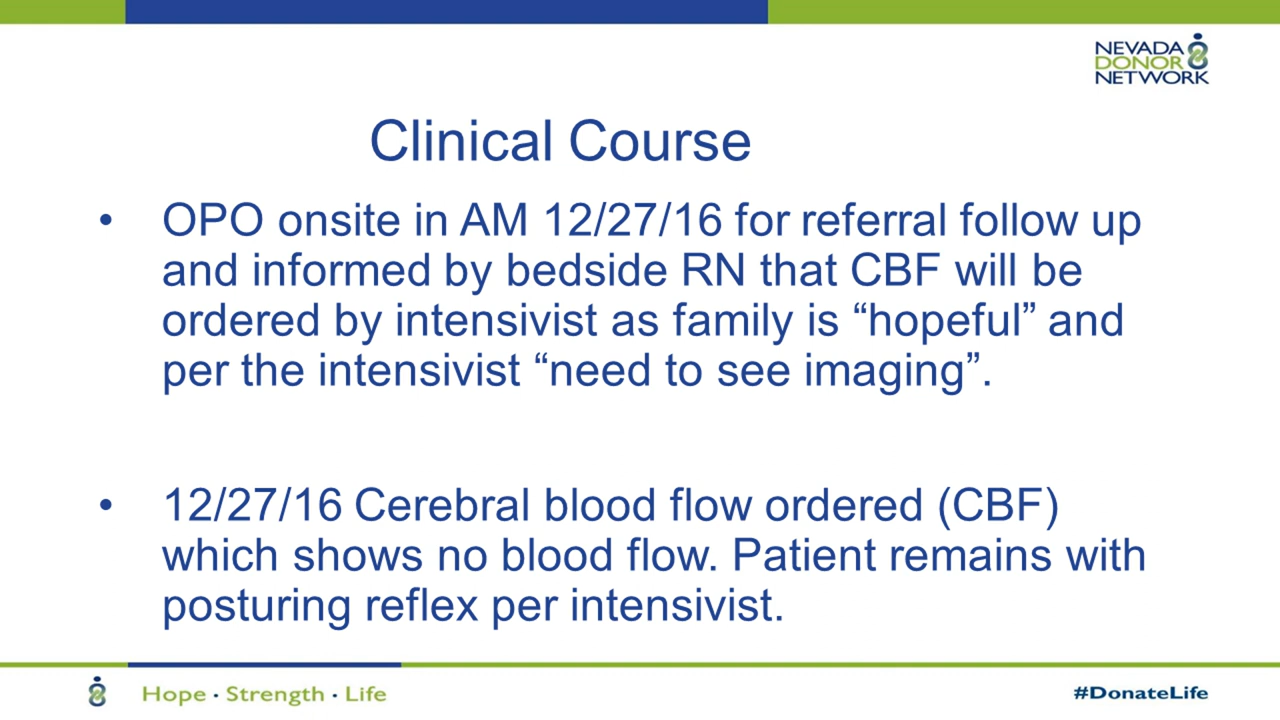 NEVADA
DONOR
NETWORK
Clinical Course
• OPO onsite in AM 12/27/16 for referral follow up
and informed by bedside RN that CBF will be
ordered by intensivist as family is “hopeful” and
per the intensivist “need to see imaging”.
• 12/27/16 Cerebral blood flow ordered (CBF)
which shows no blood flow. Patient remains with
posturing reflex per intensivist.
Hope · Strength · Life
#DonateLife